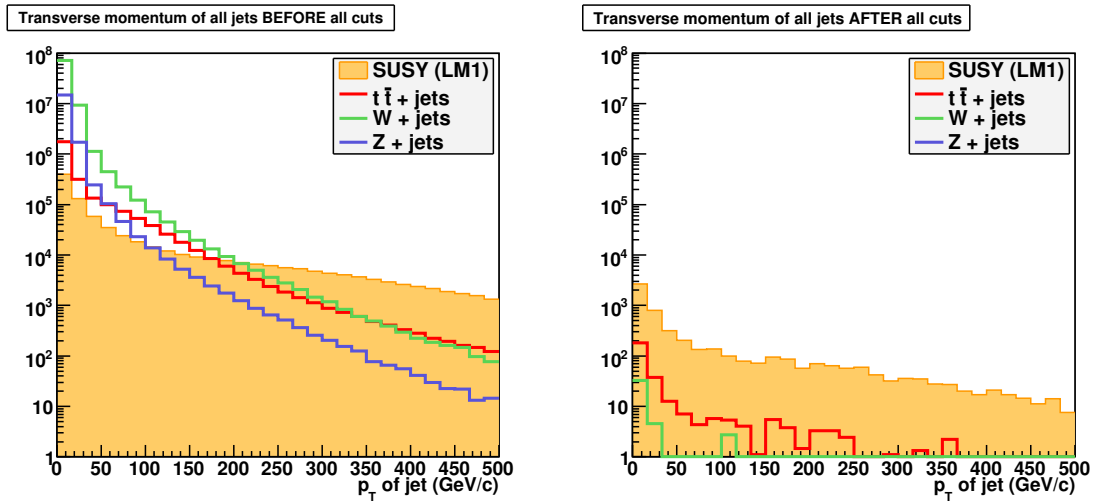 Transverse momentum of all jets BEFORE all cuts
10^8
10^7
10^6
10^5
10^4
10^3
10^2
10
1
0 50 100 150 200 250 300 350 400 450 500
p_T of jet (GeV/c)
SUSY (LM1)
t t̄ + jets
W + jets
Z + jets
Transverse momentum of all jets AFTER all cuts
10^8
10^7
10^6
10^5
10^4
10^3
10^2
10
1
0 50 100 150 200 250 300 350 400 450 500
p_T of jet (GeV/c)
SUSY (LM1)
t t̄ + jets
W + jets
Z + jets